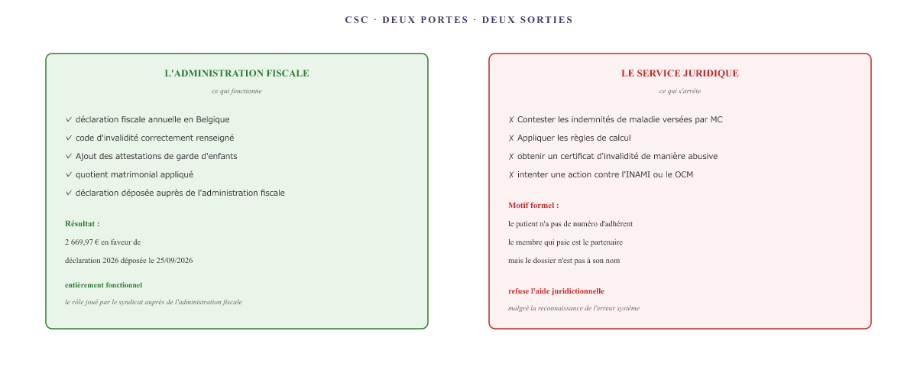 CSC · DEUX PORTES · DEUX SORTIES
L'ADMINISTRATION FISCALE
ce qui fonctionne
✓ déclaration fiscale annuelle en Belgique
✓ code d'invalidité correctement renseigné
✓ Ajout des attestations de garde d'enfants
✓ quotient matrimonial appliqué
✓ déclaration déposée auprès de l'administration fiscale
Résultat :
2 669,97 € en faveur de
déclaration 2026 déposée le 25/09/2026
entièrement fonctionnel
le rôle joué par le syndicat auprès de l'administration fiscale
LE SERVICE JURIDIQUE
ce qui s'arrête
✗ Contester les indemnités de maladie versées par MC
✗ Appliquer les règles de calcul
✗ obtenir un certificat d'invalidité de manière abusive
✗ intenter une action contre l'INAMI ou le OCM
Motif formel :
le patient n'a pas de numéro d'adhérent
le membre qui paie est le partenaire
mais le dossier n'est pas à son nom
refuse l'aide juridictionnelle
malgré la reconnaissance de l'erreur système